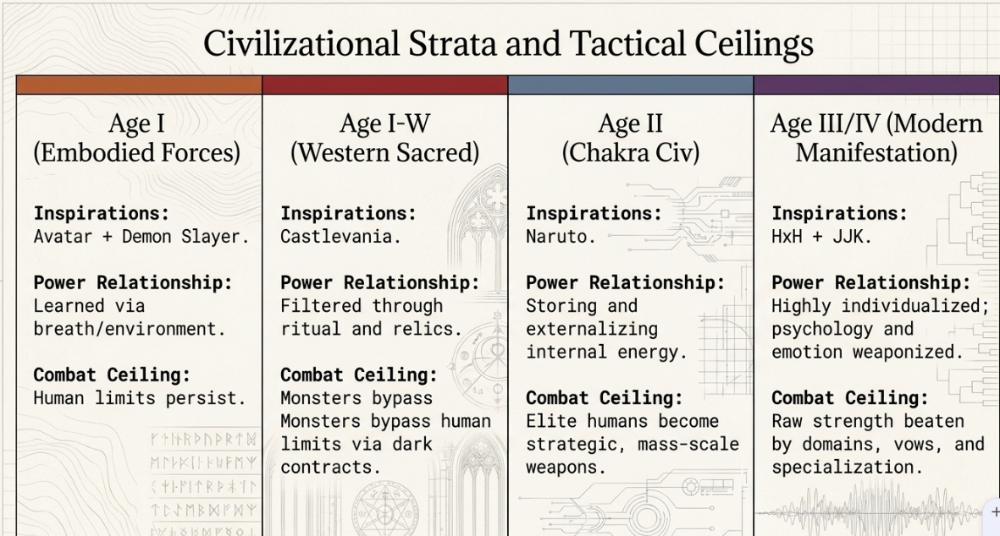 Civilizational Strata and Tactical Ceilings
Age I
(Embodied Forces)
Inspirations:
Avatar + Demon Slayer.
Power Relationship:
Learned via
breath/environment.
Combat Ceiling:
Human limits persist.
Age I-W
(Western Sacred)
Inspirations:
Castlevania.
Power Relationship:
Filtered through
ritual and relics.
Combat Ceiling:
Monsters bypass
Monsters bypass human
limits via dark
contracts.
Age II
(Chakra Civ)
Inspirations:
Naruto.
Power Relationship:
Storing and
externalizing
internal energy.
Combat Ceiling:
Elite humans become
strategic, mass-scale
weapons.
Age III/IV (Modern
Manifestation)
Inspirations:
HxH + JJK.
Power Relationship:
Highly individualized;
psychology and
emotion weaponized.
Combat Ceiling:
Raw strength beaten
by domains, vows, and
specialization.